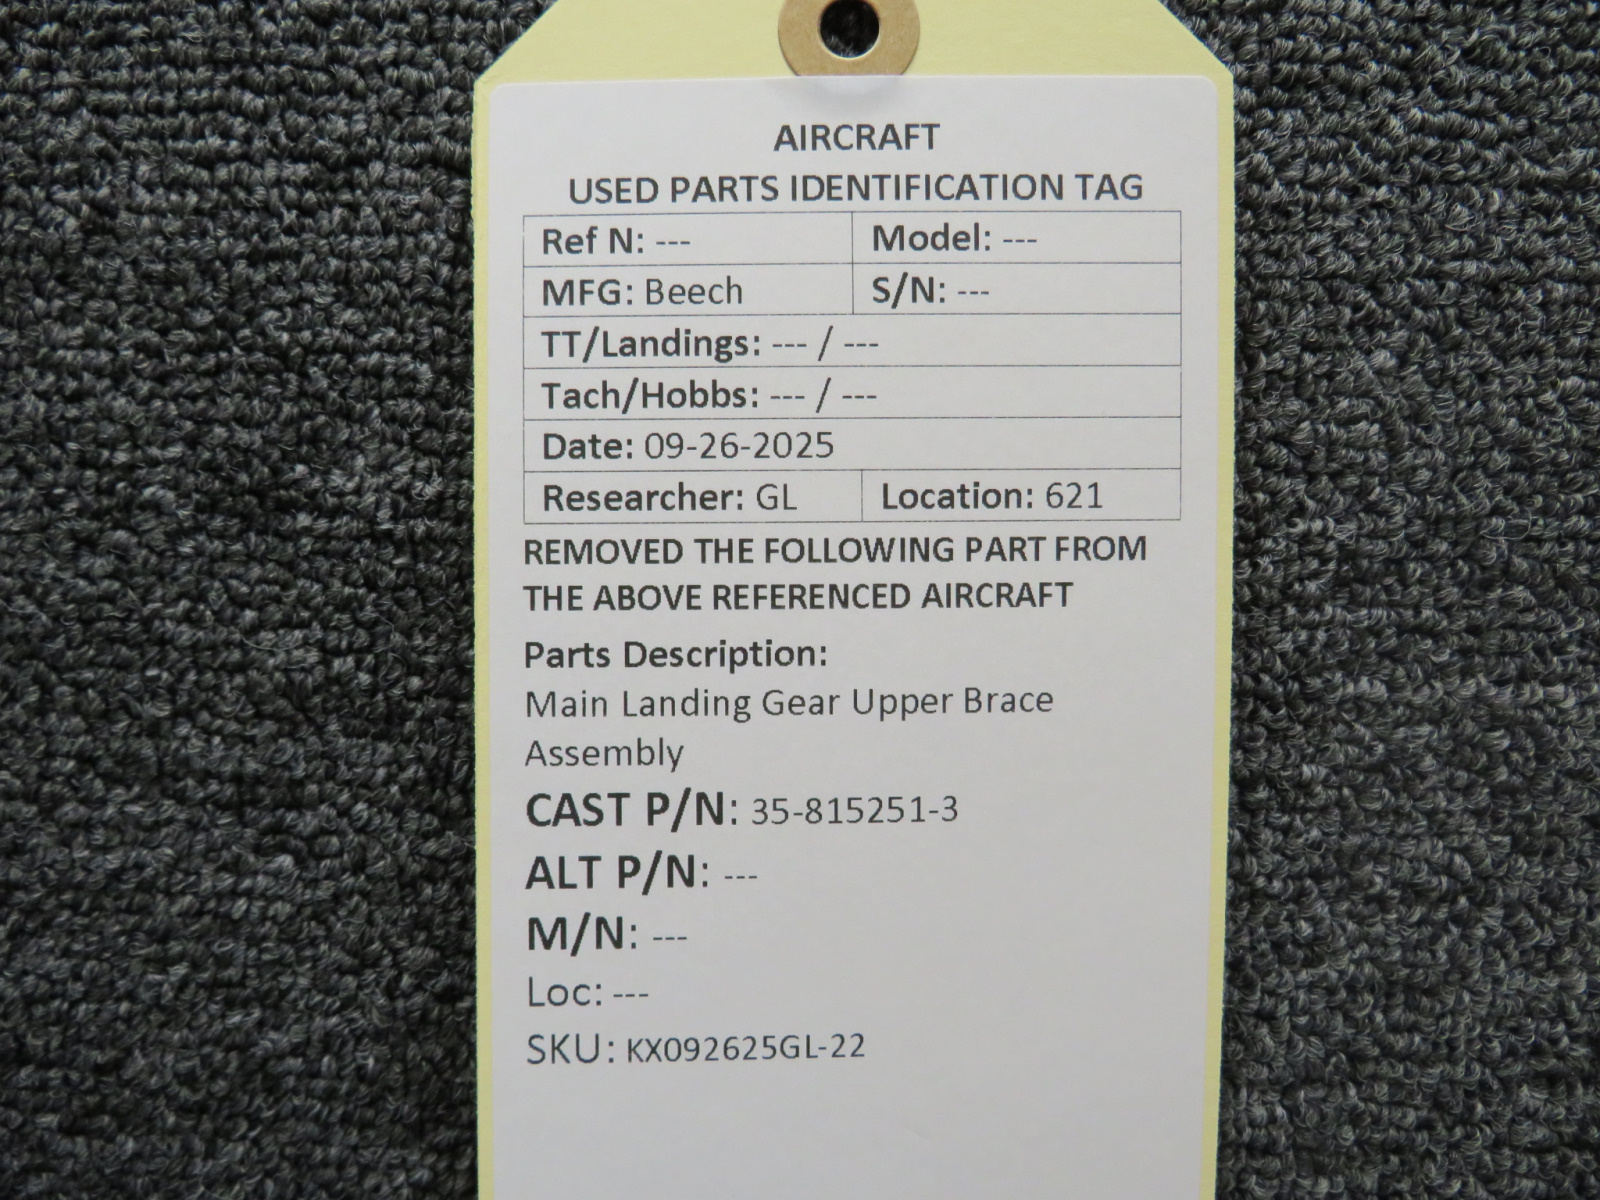 AIRCRAFT
USED PARTS IDENTIFICATION TAG
Ref N: --- Model: ---
MFG: Beech S/N: ---
TT/Landings: --- / ---
Tach/Hobbs: --- / ---
Date: 09-26-2025
Researcher: GL Location: 621
REMOVED THE FOLLOWING PART FROM
THE ABOVE REFERENCED AIRCRAFT
Parts Description:
Main Landing Gear Upper Brace
Assembly
CAST P/N: 35-815251-3
ALT P/N: ---
M/N: ---
Loc: ---
SKU: KX092625GL-22